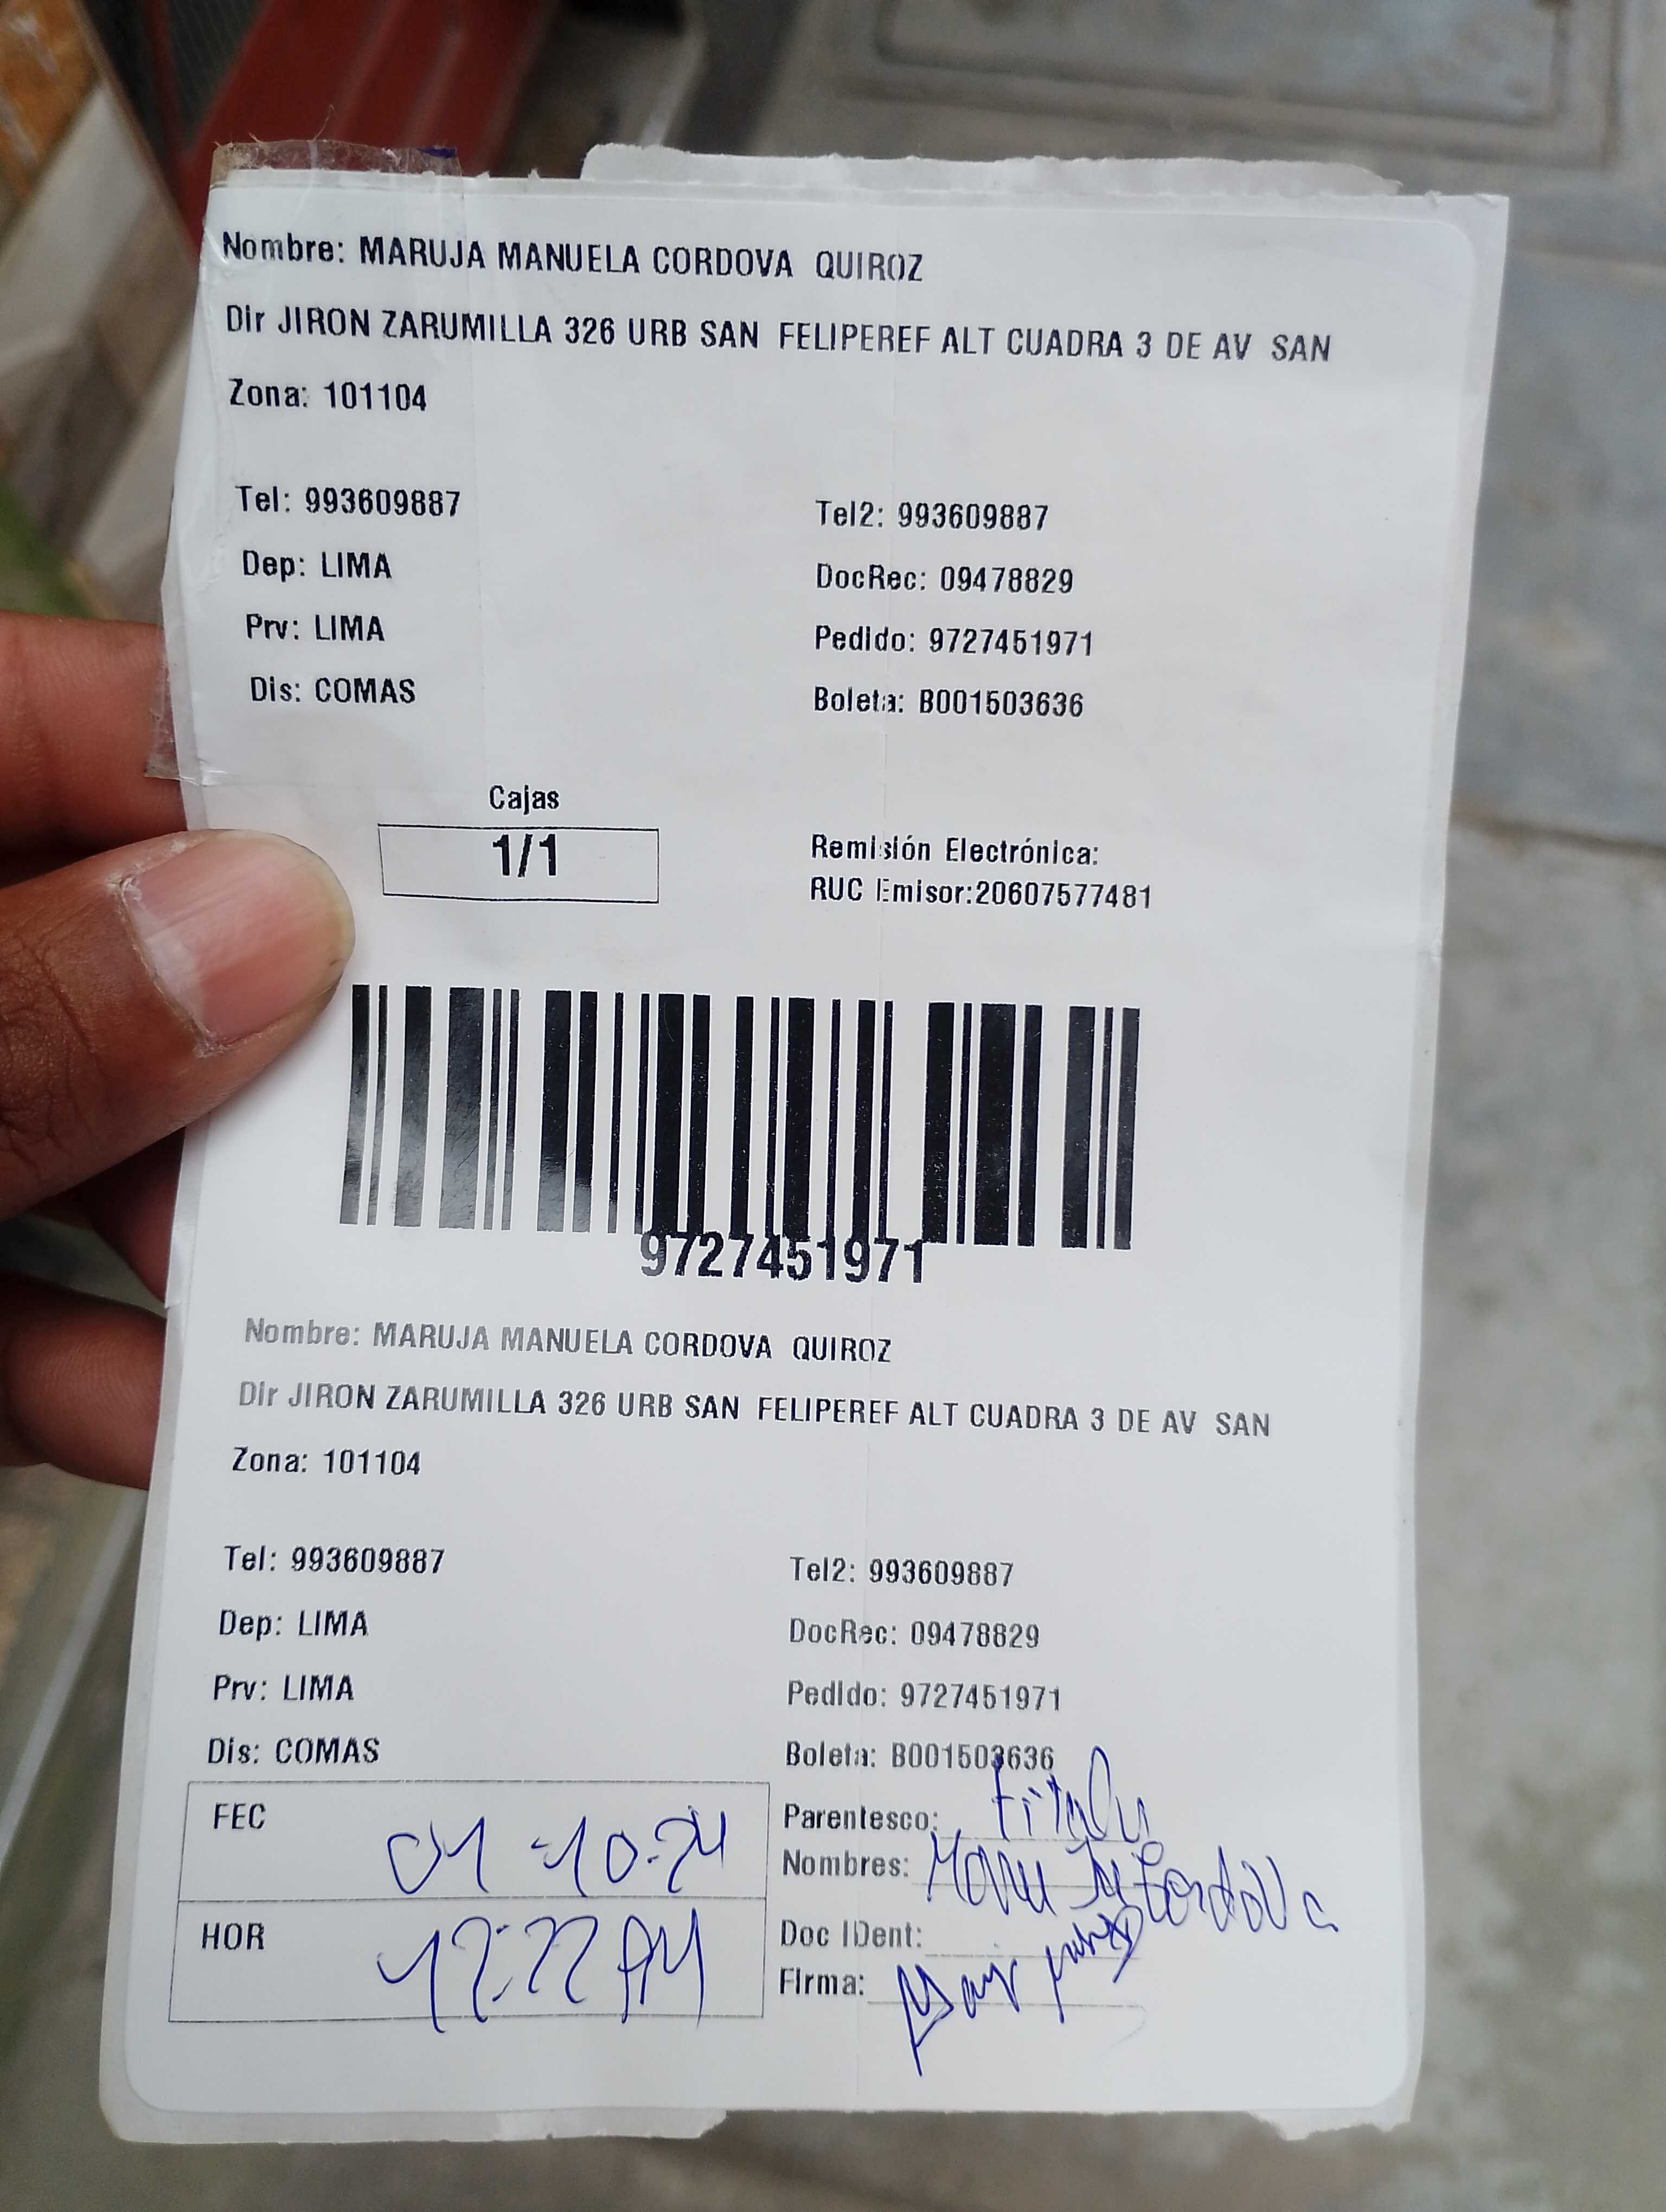 Nombre: MARUJA MANUELA CORDOVA QUIROZ
Dir JIRON ZARUMILLA 326 URB SAN FELIPEREF ALT CUADRA 3 DE AV SAN
Zona: 101104
Tel: 993609887 Tel2: 993609887
Dep: LIMA DocRec: 09478829
Prv: LIMA Pedido: 9727451971
Dis: COMAS Boleta: B001503636
Cajas
1/1
Remisión Electrónica:
RUC Emisor:20607577481
9727451971
Nombre: MARUJA MANUELA CORDOVA QUIROZ
Dir JIRON ZARUMILLA 326 URB SAN FELIPEREF ALT CUADRA 3 DE AV SAN
Zona: 101104
Tel: 993609887 Tel2: 993609887
Dep: LIMA DocRec: 09478829
Prv: LIMA Pedido: 9727451971
Dis: COMAS Boleta: B001503636
FEC 01-10-24
HOR 12:22 PM
Parentesco:
Nombres: Cordova
Doc IDent:
Firma: